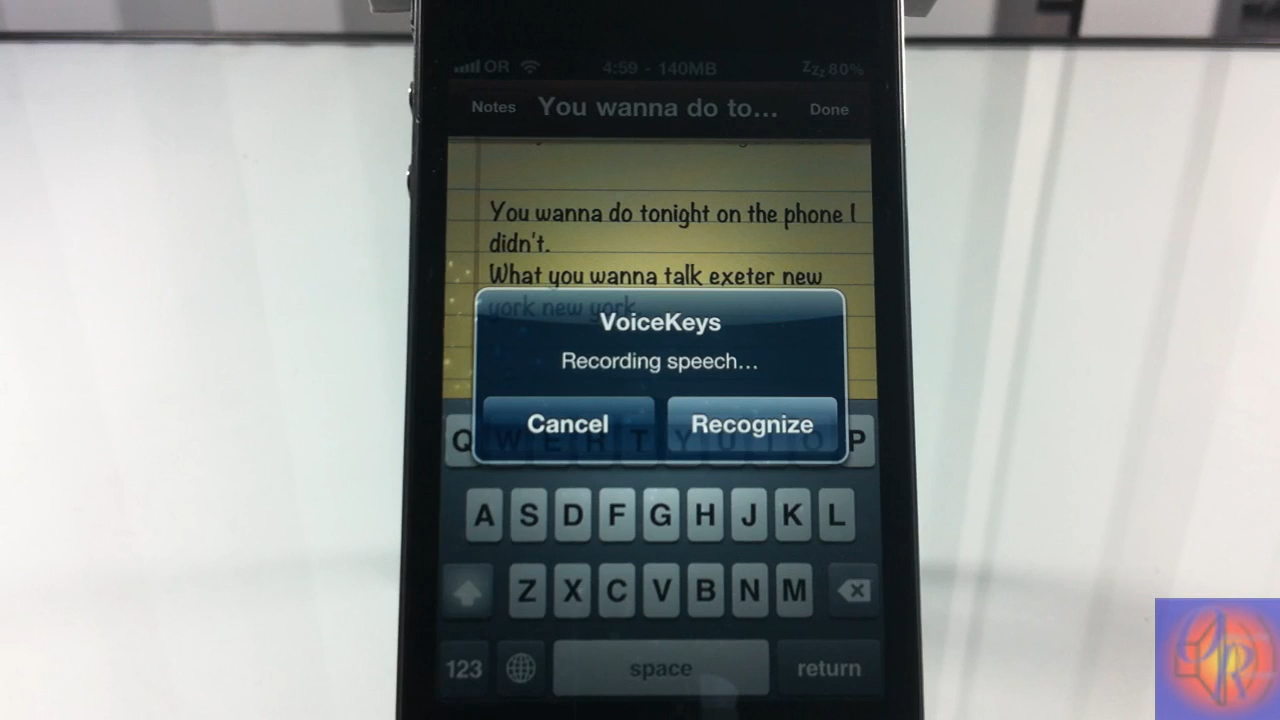 OR 4:59 - 140MB Zzz 80%
Notes You wanna do to... Done
You wanna do tonight on the phone I
didn't.
What you wanna talk exeter new
york new york
VoiceKeys
Recording speech...
Cancel Recognize
Q W E R T Y U I O P
A S D F G H J K L
Z X C V B N M
123 space return